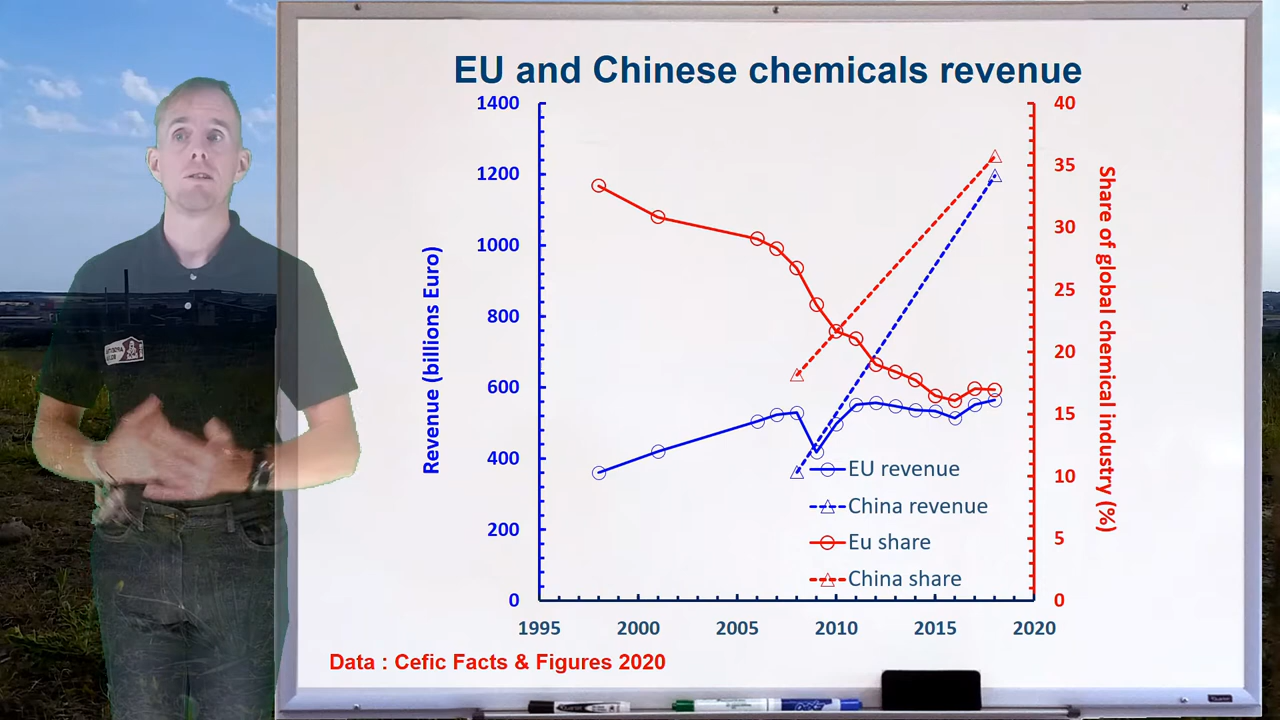 EU and Chinese chemicals revenue
1400
1200
1000
800
600
400
200
0
Revenue (billions Euro)
40
35
30
25
20
15
10
5
0
Share of global chemical industry (%)
EU revenue
China revenue
Eu share
China share
1995
2000
2005
2010
2015
2020
Data : Cefic Facts & Figures 2020